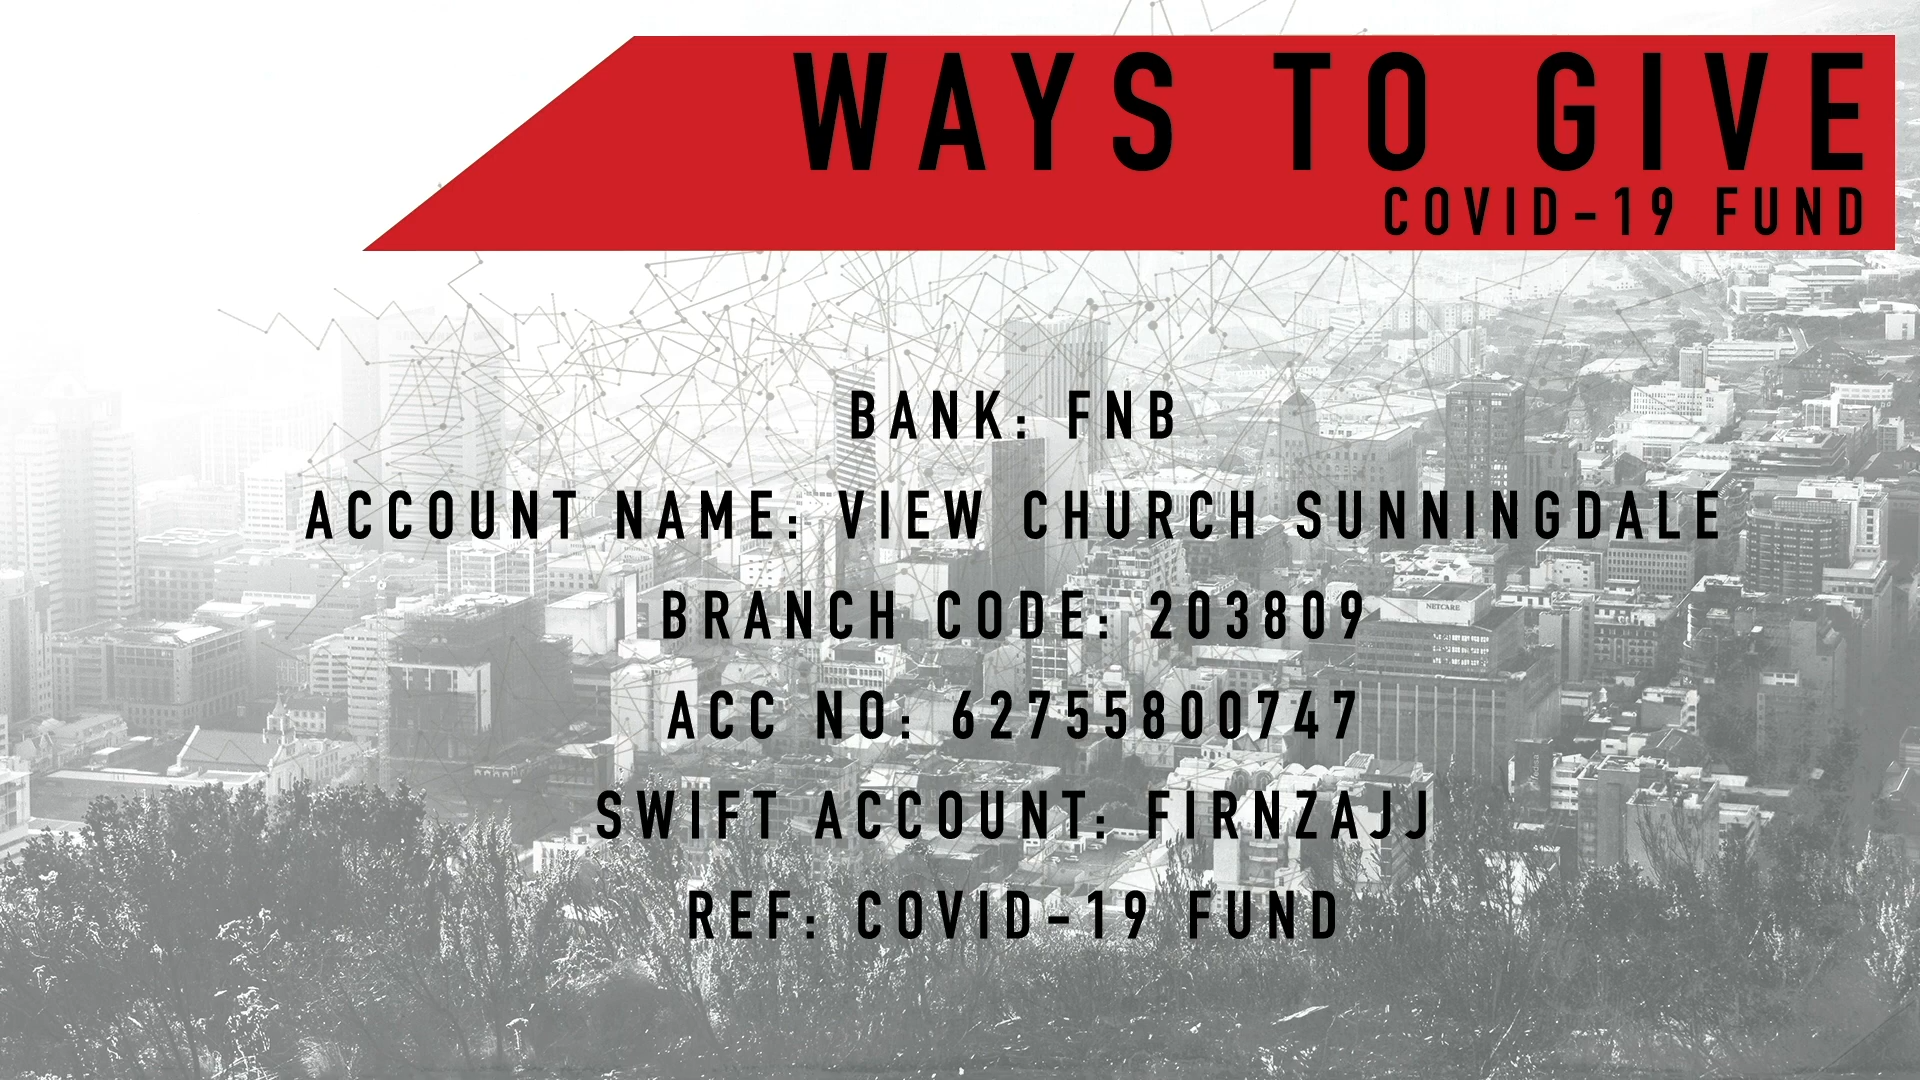 WAYS TO GIVE
COVID-19 FUND
BANK: FNB
ACCOUNT NAME: VIEW CHURCH SUNNINGDALE
BRANCH CODE: 203809
NETCARE
ACC NO: 62755800747
SWIFT ACCOUNT: FIRNZAJJ
REF: COVID-19 FUND